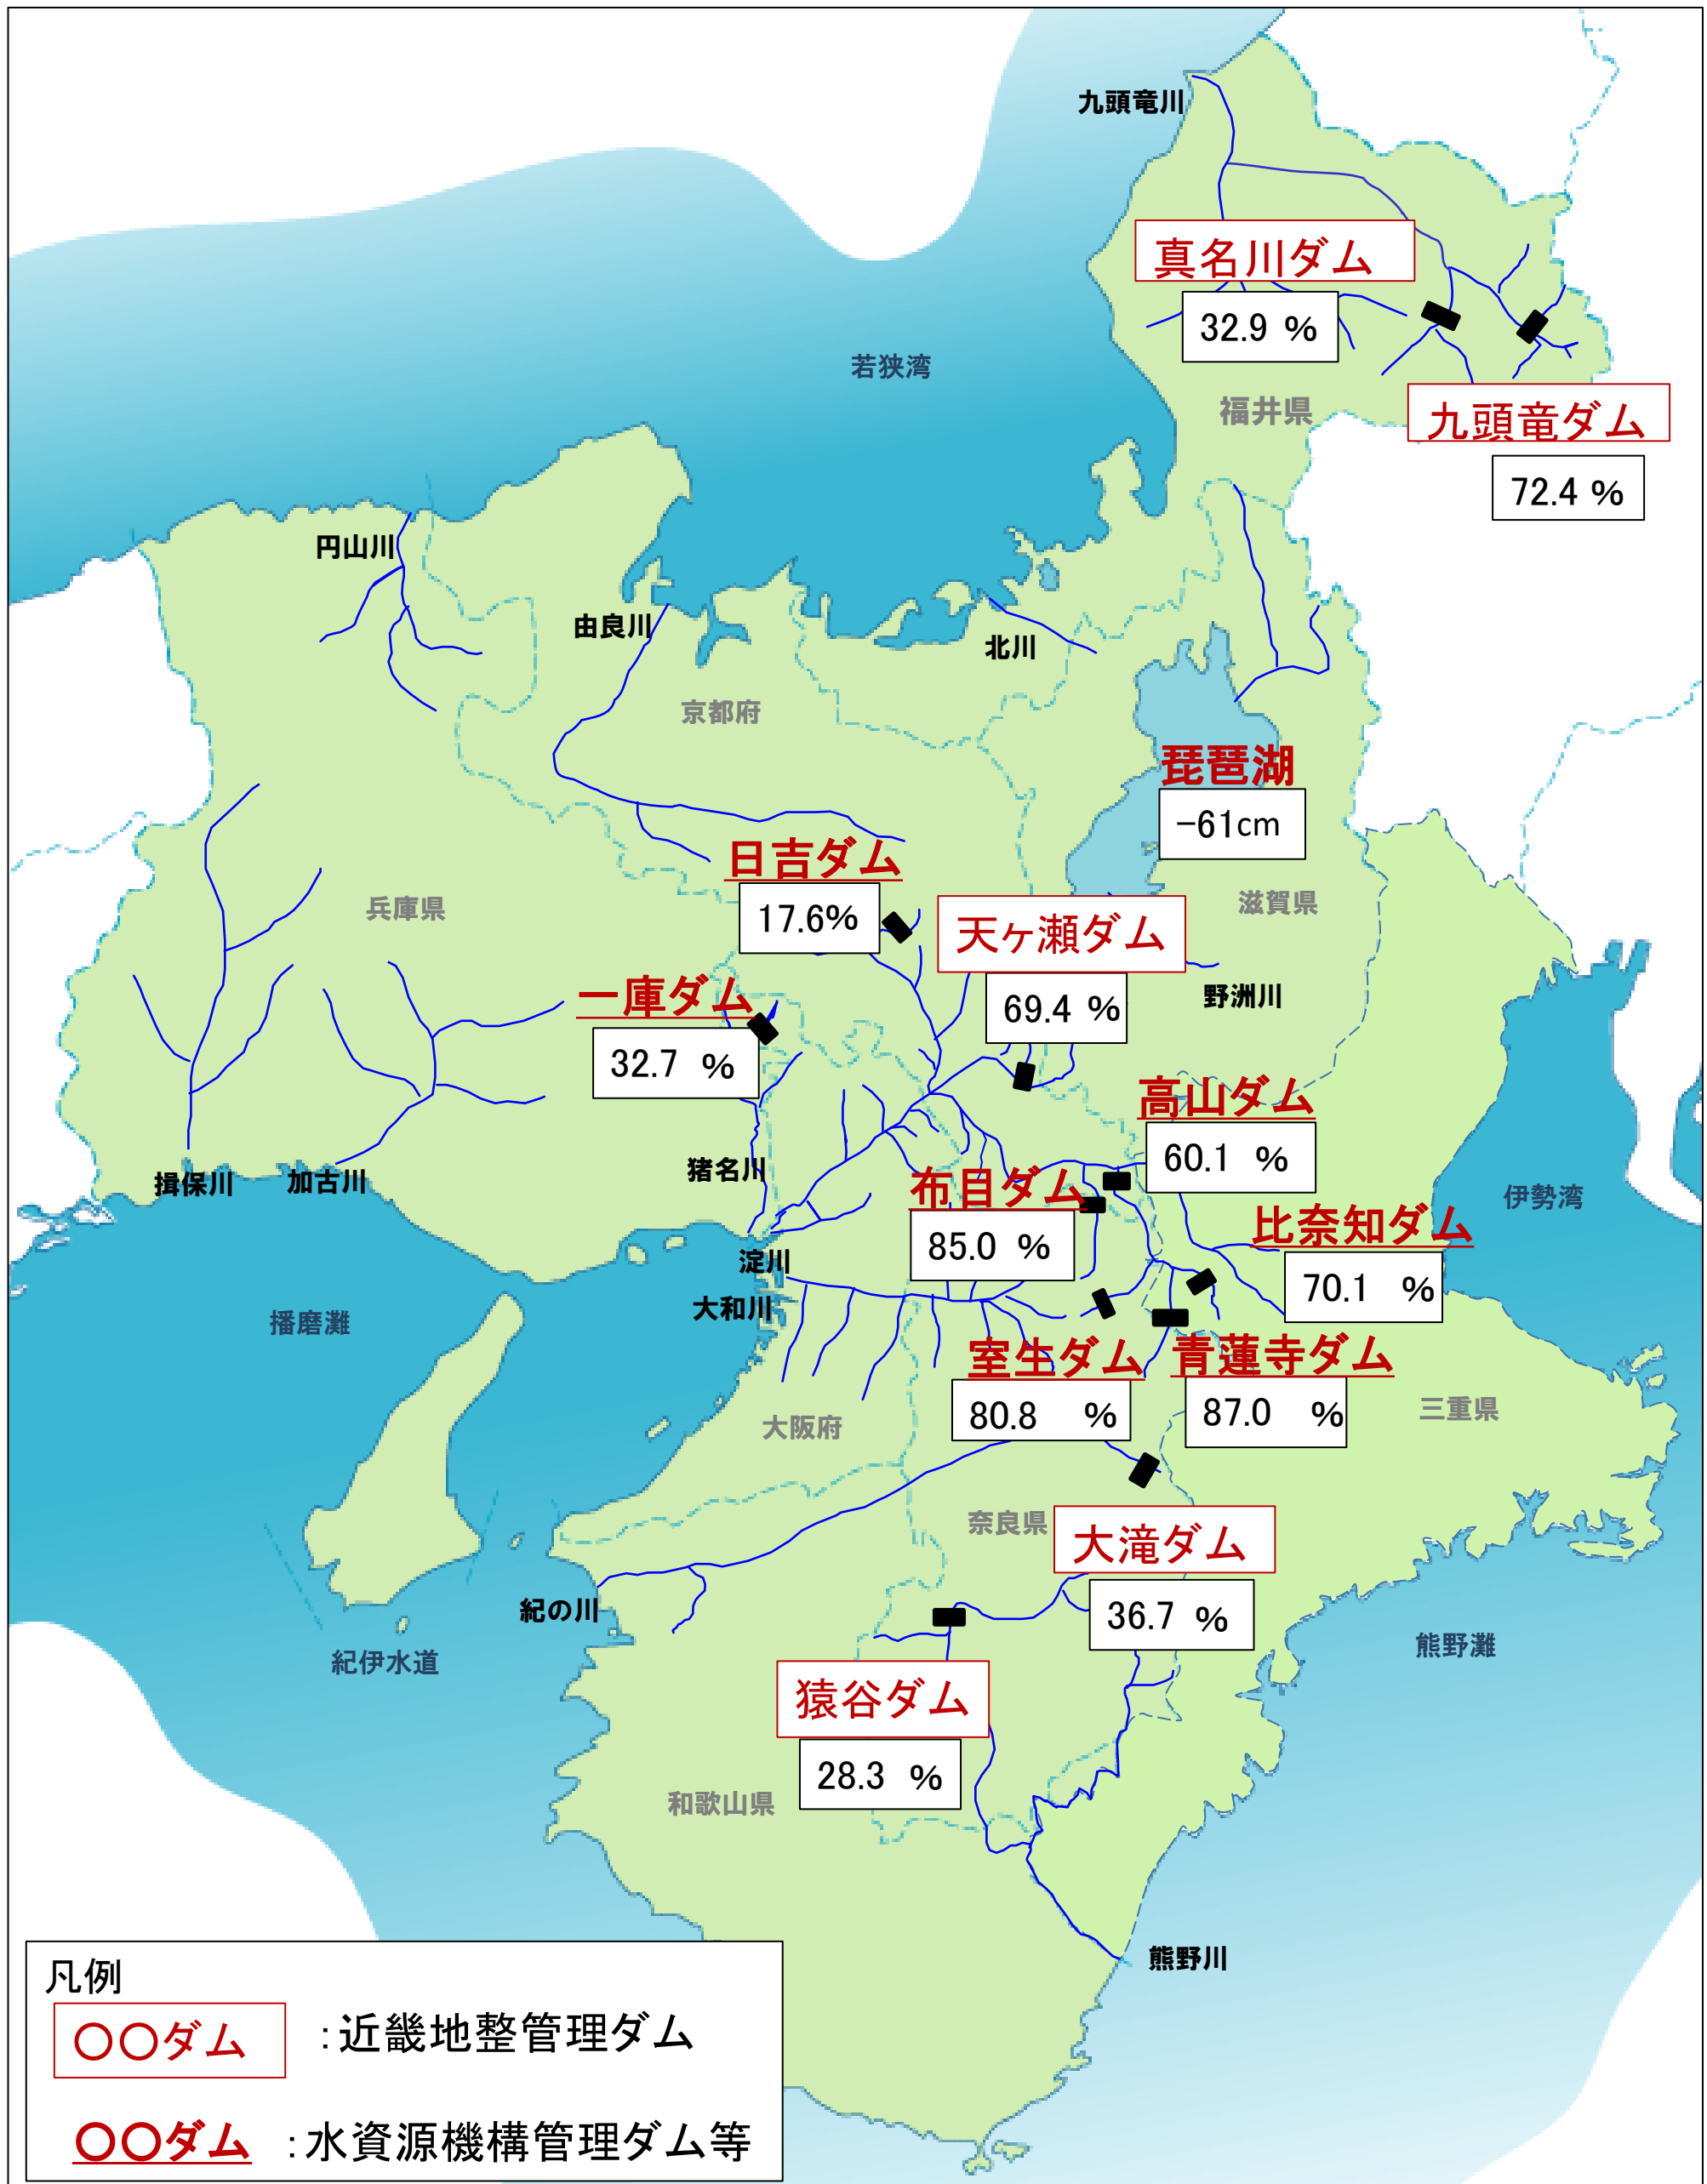 九頭竜川
真名川ダム
32.9 %
若狭湾
福井県
九頭竜ダム
72.4 %
円山川
由良川
北川
京都府
琵琶湖
-61cm
日吉ダム
17.6%
兵庫県
天ヶ瀬ダム
69.4 %
滋賀県
野洲川
一庫ダム
32.7 %
高山ダム
60.1 %
揖保川
加古川
猪名川
布目ダム
85.0 %
伊勢湾
比奈知ダム
70.1 %
淀川
大和川
播磨灘
室生ダム
80.8 %
青蓮寺ダム
87.0 %
三重県
大阪府
奈良県
大滝ダム
36.7 %
紀の川
紀伊水道
熊野灘
猿谷ダム
28.3 %
和歌山県
熊野川
凡例
○○ダム :近畿地整管理ダム
○○ダム :水資源機構管理ダム等